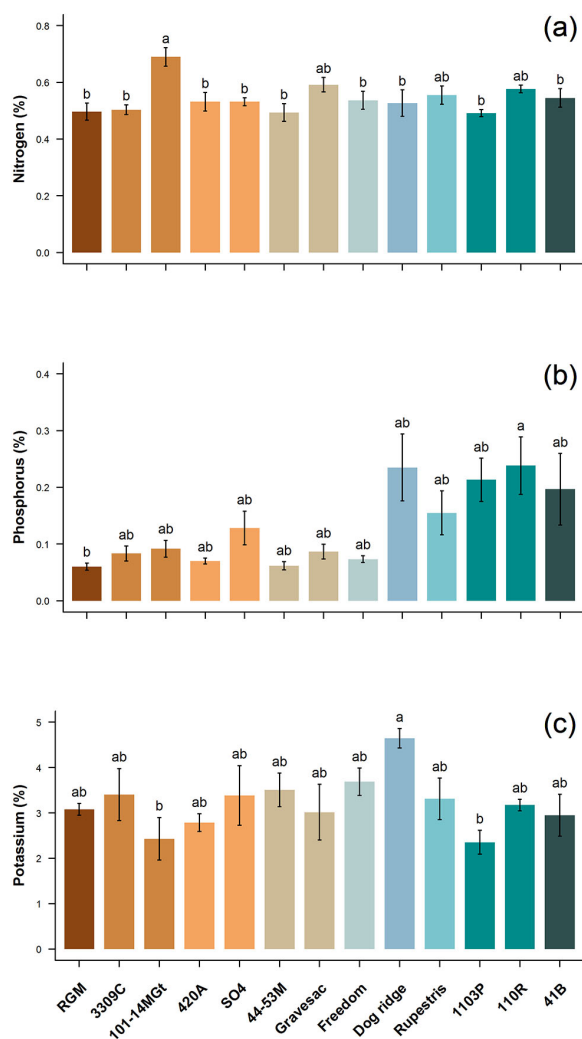 (a)
Nitrogen (%)
0.8
0.6
0.4
0.2
0.0
b b a b b b ab b b ab b ab b
(b)
Phosphorus (%)
0.4
0.3
0.2
0.1
0.0
b ab ab ab ab ab ab ab ab ab ab a ab
(c)
Potassium (%)
5
4
3
2
1
0
ab ab b ab ab ab ab ab a ab b ab ab
RGM
3309C
101-14MGt
420A
SO4
44-53M
Gravesac
Freedom
Dog ridge
Rupestris
1103P
110R
41B